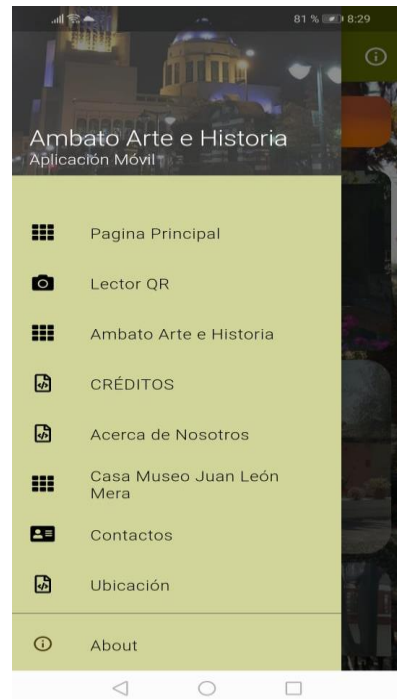 81 % 8:29
Ambato Arte e Historia
Aplicación Móvil
Pagina Principal
Lector QR
Ambato Arte e Historia
CRÉDITOS
Acerca de Nosotros
Casa Museo Juan León
Mera
Contactos
Ubicación
About